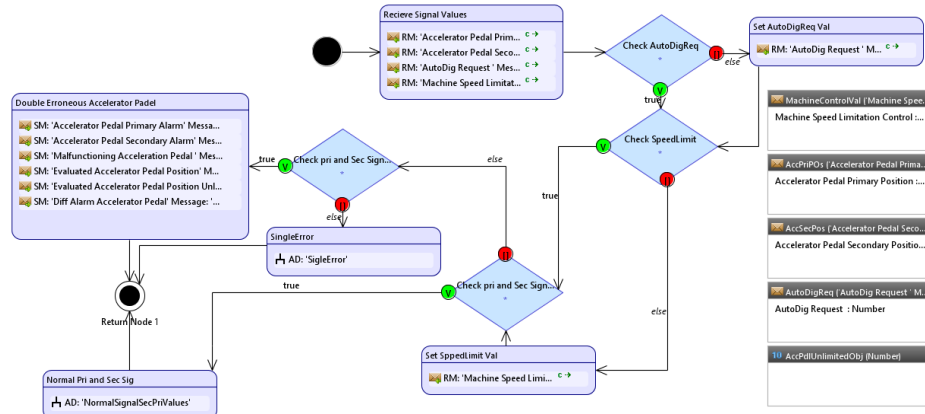 Recieve Signal Values
RM: 'Accelerator Pedal Prim...
RM: 'Accelerator Pedal Seco...
RM: 'AutoDig Request ' Mes...
RM: 'Machine Speed Limitat...
Check AutoDigReq
else
true
Set AutoDigReq Val
RM: 'AutoDig Request ' M...
Double Erroneous Accelerator Padel
SM: 'Accelerator Pedal Primary Alarm' Messa...
SM: 'Accelerator Pedal Secondary Alarm' Mes...
SM: 'Malfunctioning Acceleration Pedal ' Mes...
SM: 'Evaluated Accelerator Pedal Position' M...
SM: 'Evaluated Accelerator Pedal Position Unl...
SM: 'Diff Alarm Accelerator Pedal' Message: '...
Check pri and Sec Sign...
true
else
Check SpeedLimit
true
else
else
MachineControlVal ('Machine Spee...
Machine Speed Limitation Control :...
AccPriPOs ('Accelerator Pedal Prima...
Accelerator Pedal Primary Position :...
AccSecPos ('Accelerator Pedal Seco...
Accelerator Pedal Secondary Positio...
AutoDigReq ('AutoDig Request ' M...
AutoDig Request : Number
10 AccPdlUnlimitedObj (Number)
SingleError
AD: 'SigleError'
Check pri and Sec Sign...
true
Return Node 1
Set SppedLimit Val
RM: 'Machine Speed Limi...
Normal Pri and Sec Sig
AD: 'NormalSignalSecPriValues'